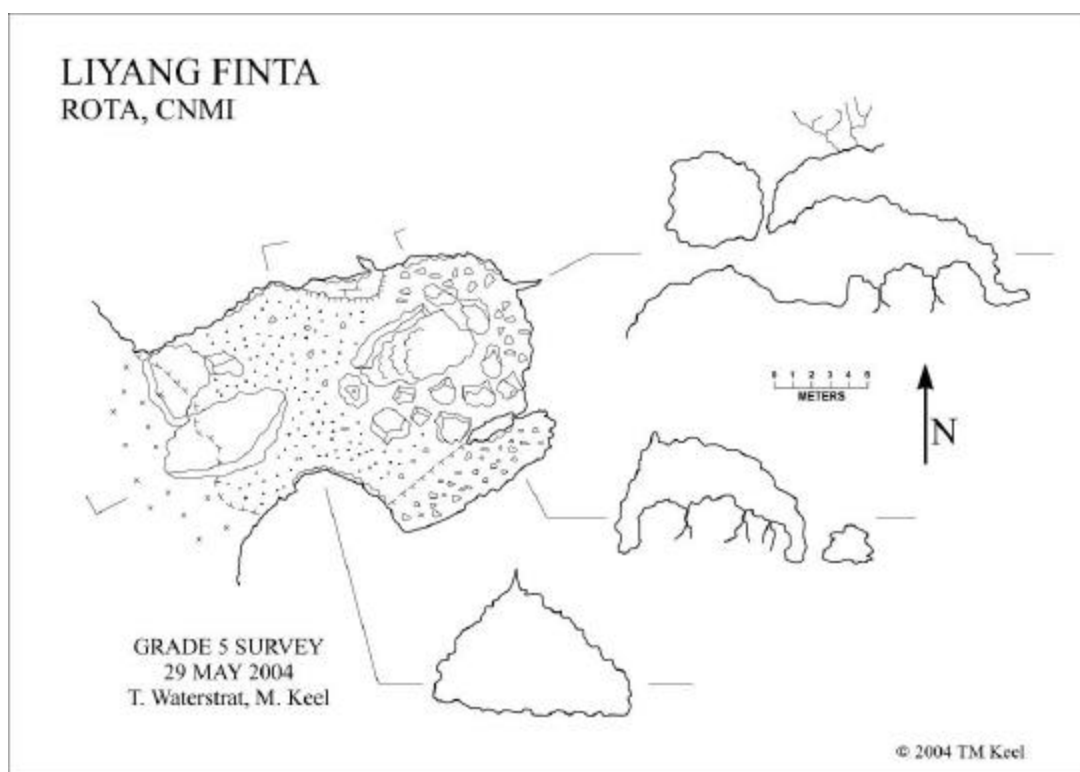 LIYANG FINTA
ROTA, CNMI
0 1 2 3 4 5
METERS
N
GRADE 5 SURVEY
29 MAY 2004
T. Waterstrat, M. Keel
© 2004 TM Keel